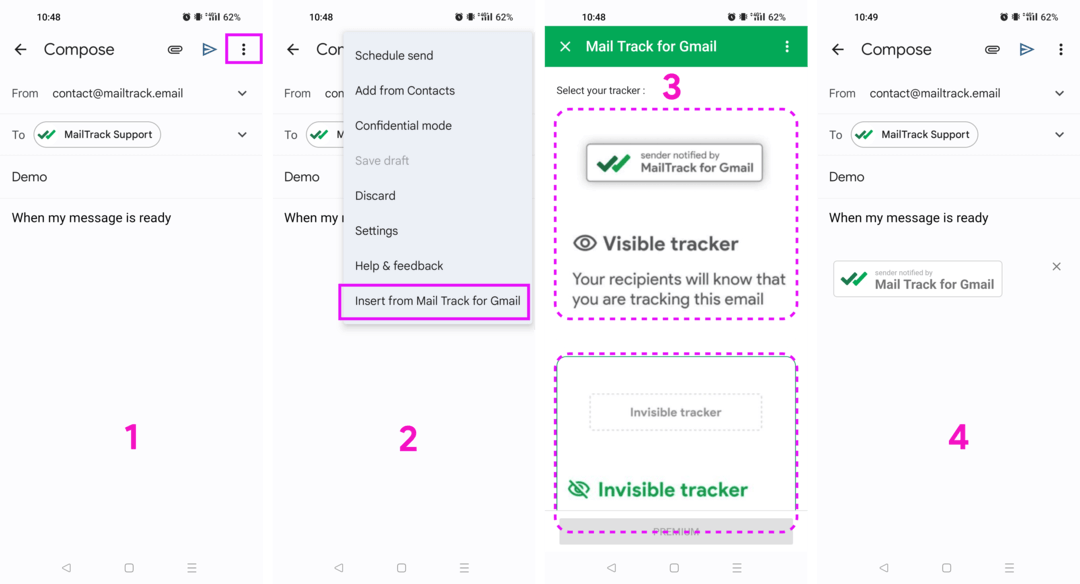 10:48
62%
Compose
From contact@mailtrack.email
To MailTrack Support
Demo
When my message is ready
1
10:48
62%
Cor
From con
To M
Demo
When my r
Schedule send
Add from Contacts
Confidential mode
Save draft
Discard
Settings
Help & feedback
Insert from Mail Track for Gmail
2
10:48
62%
Mail Track for Gmail
Select your tracker :
3
sender notified by
MailTrack for Gmail
Visible tracker
Your recipients will know that
you are tracking this email
Invisible tracker
Invisible tracker
PREMIUM
10:49
62%
Compose
From contact@mailtrack.email
To MailTrack Support
Demo
When my message is ready
sender notified by
Mail Track for Gmail
4